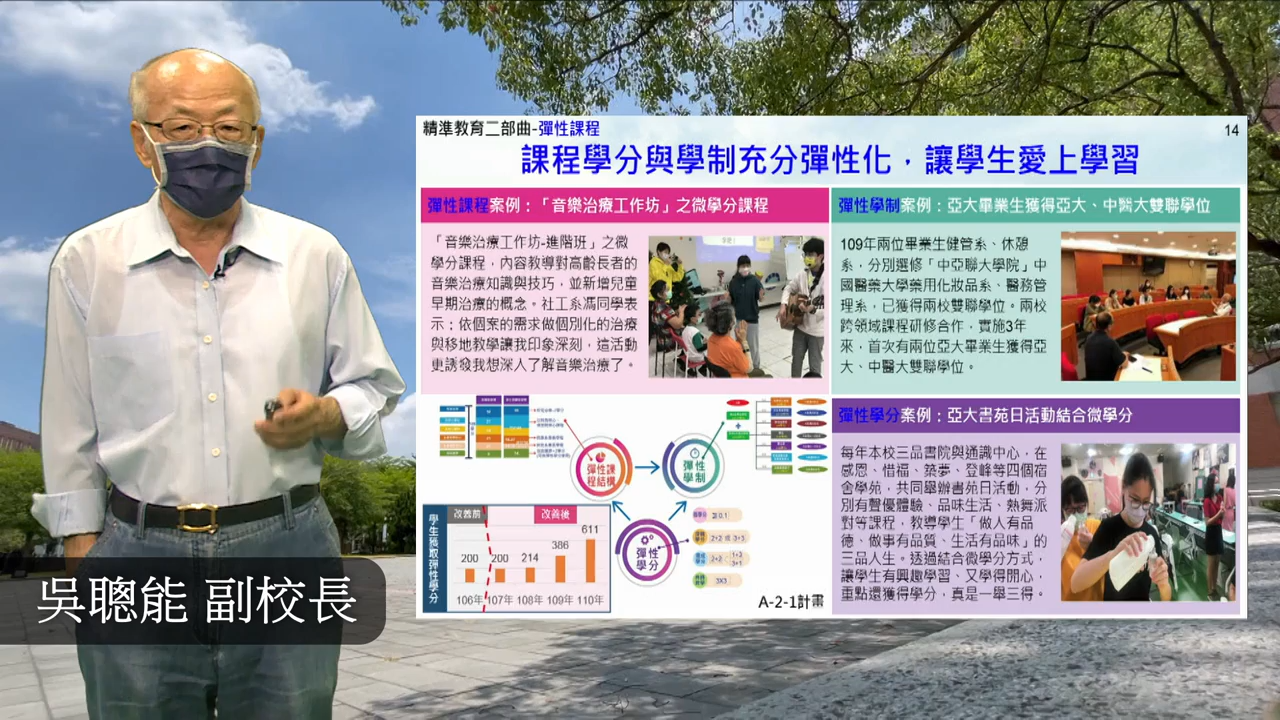 精準教育二部曲-彈性課程
14
課程學分與學制充分彈性化，讓學生愛上學習
彈性課程案例：「音樂治療工作坊」之微學分課程
「音樂治療工作坊-進階班」之微
學分課程，內容教導對高齡長者的
音樂治療知識與技巧，並新增兒童
早期治療的概念。社工系馮同學表
示；依個案的需求做個別化的治療
與移地教學讓我印象深刻，這活動
更誘發我想深入了解音樂治療了。
彈性學制案例：亞大畢業生獲得亞大、中醫大雙聯學位
109年兩位畢業生健管系、休憩
系，分別選修「中亞聯大學院」中
國醫藥大學藥用化妝品系、醫務管
理系，已獲得兩校雙聯學位。兩校
跨領域課程研修合作，實施3年
來，首次有兩位亞大畢業生獲得亞
大、中醫大雙聯學位。
彈性學分案例：亞大書苑日活動結合微學分
每年本校三品書院與通識中心，在
感恩、惜福、築夢、登峰等四個宿
舍學苑，共同舉辦書苑日活動，分
別有聲優體驗、品味生活、熱舞派
對等課程，教導學生「做人有品
德、做事有品質、生活有品味」的
三品人生。透過結合微學分方式，
讓學生有興趣學習、又學得開心，
重點還獲得學分，真是一舉三得。
彈性課
程結構
彈性
學制
彈性
學分
學生獲取彈性學分
改善前
改善後
200
200
214
386
611
106年
107年
108年
109年
110年
A-2-1計畫
吳聰能 副校長